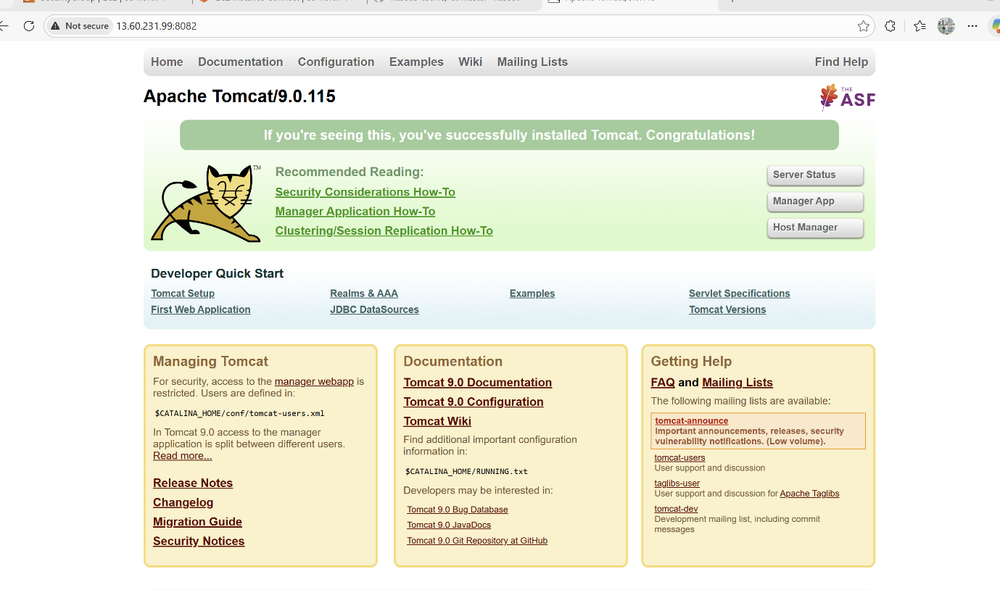 Not secure 13.60.231.99:8082
Home Documentation Configuration Examples Wiki Mailing Lists Find Help
Apache Tomcat/9.0.115
THE
ASF
If you're seeing this, you've successfully installed Tomcat. Congratulations!
TM
Recommended Reading:
Security Considerations How-To
Manager Application How-To
Clustering/Session Replication How-To
Server Status
Manager App
Host Manager
Developer Quick Start
Tomcat Setup
First Web Application
Realms & AAA
JDBC DataSources
Examples
Servlet Specifications
Tomcat Versions
Managing Tomcat
For security, access to the manager webapp is
restricted. Users are defined in:
$CATALINA_HOME/conf/tomcat-users.xml
In Tomcat 9.0 access to the manager
application is split between different users.
Read more...
Release Notes
Changelog
Migration Guide
Security Notices
Documentation
Tomcat 9.0 Documentation
Tomcat 9.0 Configuration
Tomcat Wiki
Find additional important configuration
information in:
$CATALINA_HOME/RUNNING.txt
Developers may be interested in:
Tomcat 9.0 Bug Database
Tomcat 9.0 JavaDocs
Tomcat 9.0 Git Repository at GitHub
Getting Help
FAQ and Mailing Lists
The following mailing lists are available:
tomcat-announce
Important announcements, releases, security
vulnerability notifications. (Low volume).
tomcat-users
User support and discussion
taglibs-user
User support and discussion for Apache Taglibs
tomcat-dev
Development mailing list, including commit
messages